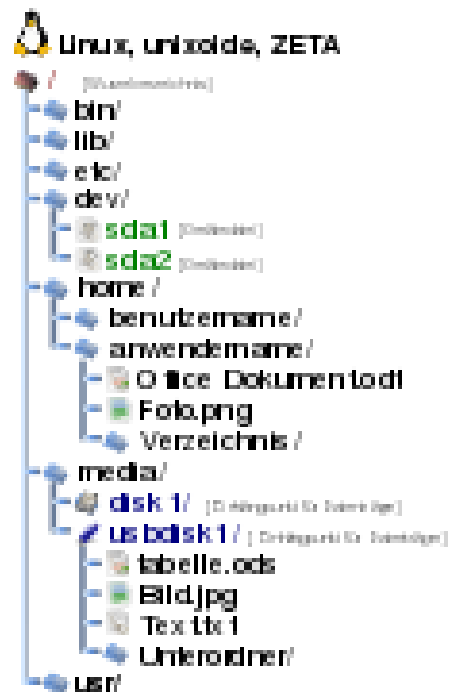 Linux, unixoide, ZETA
/ [Wurzelverzeichnis]
bin/
lib/
etc/
dev/
sda1
sda2
home/
benutzername/
anwendername/
Office Dokument.odt
Foto.png
Verzeichnis/
media/
disk1/
usbdisk1/
tabelle.ods
Bild.jpg
Text.txt
Unterordner/
usr/